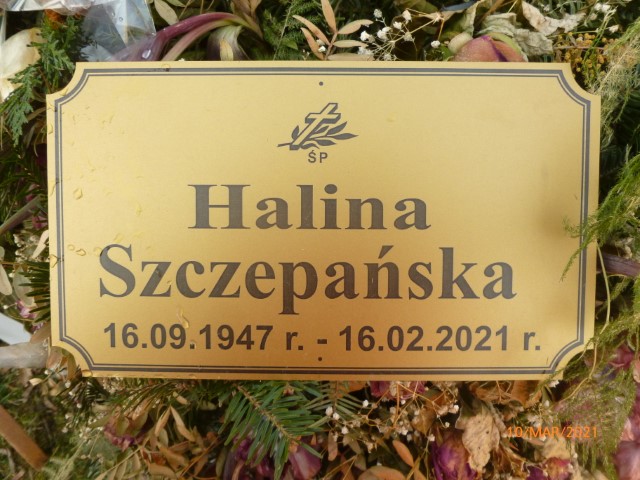 ŚP
Halina
Szczepańska
16.09.1947 r. - 16.02.2021 r.
10/MAR/2021